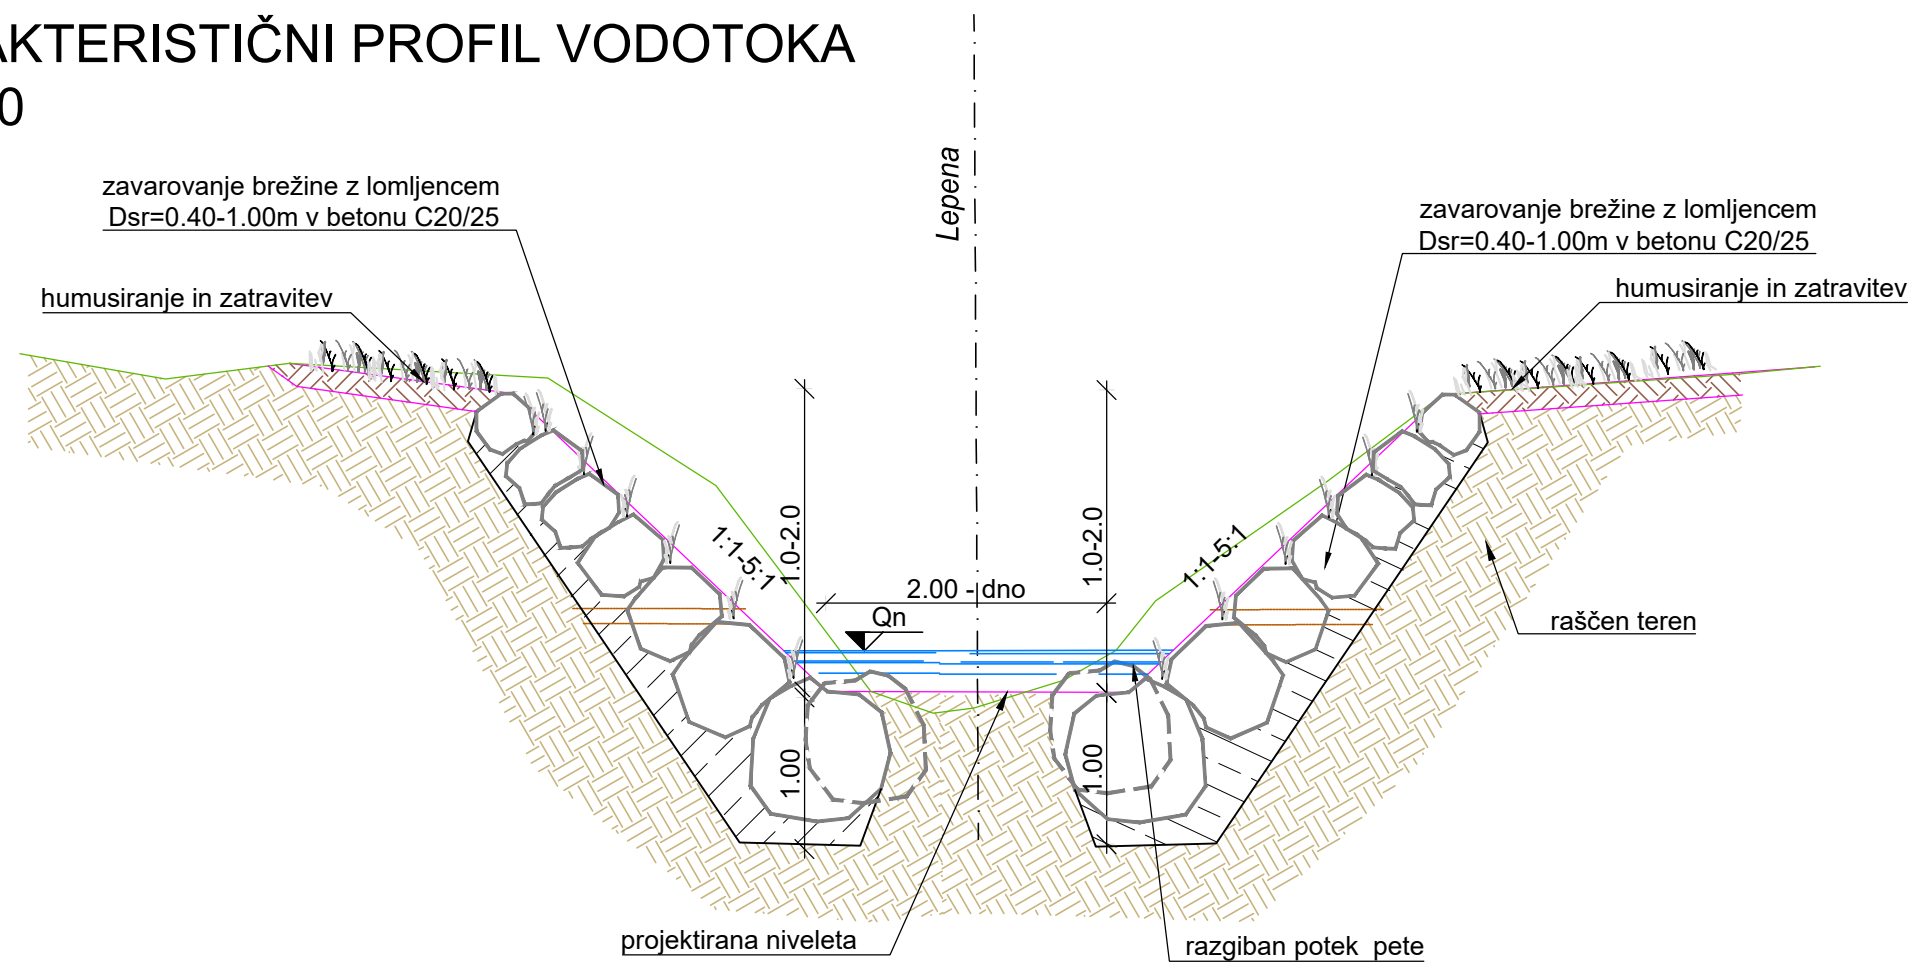 AKTERISTIČNI PROFIL VODOTOKA
0
Lepena
zavarovanje brežine z lomljencem
Dsr=0.40-1.00m v betonu C20/25
zavarovanje brežine z lomljencem
Dsr=0.40-1.00m v betonu C20/25
humusiranje in zatravitev
humusiranje in zatravitev
1:1-5:1
1.0-2.0
1.0-2.0
1:1-5:1
2.00 - dno
Qn
raščen teren
1.00
1.00
projektirana niveleta
razgiban potek pete